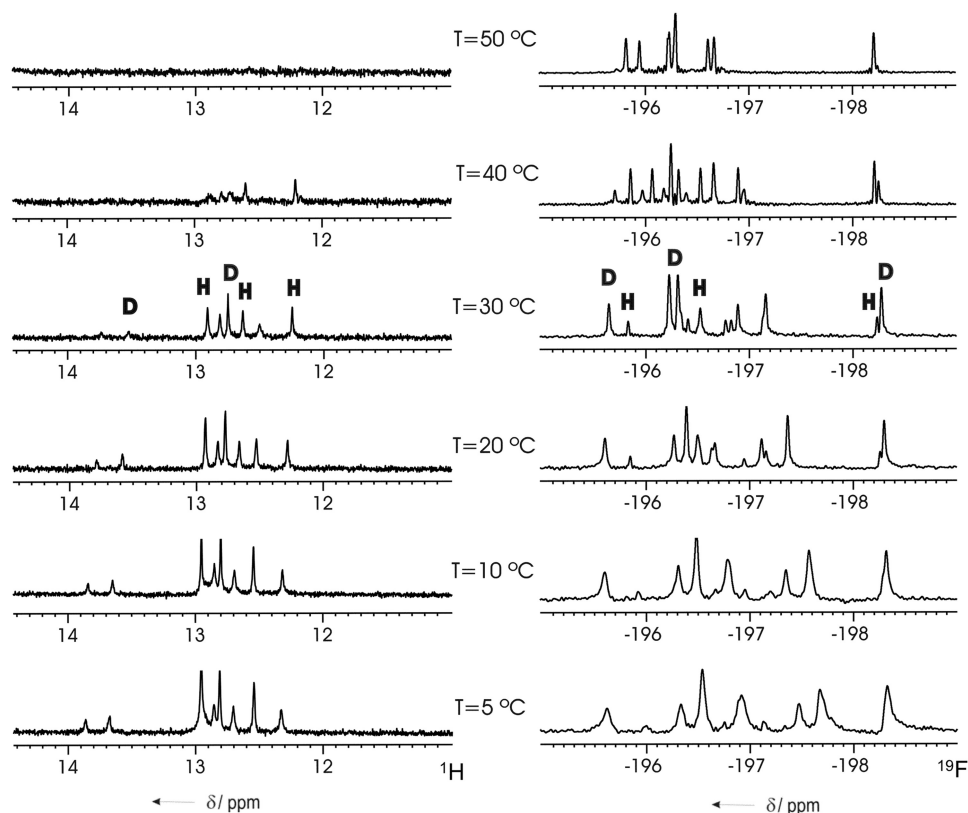 T=50 °C
14 13 12 -196 -197 -198
T=40 °C
14 13 12 -196 -197 -198
D H D H H T=30 °C D H D H H D
14 13 12 -196 -197 -198
T=20 °C
14 13 12 -196 -197 -198
T=10 °C
14 13 12 -196 -197 -198
T=5 °C
14 13 12 ¹H -196 -197 -198 ¹⁹F
δ/ ppm δ/ ppm